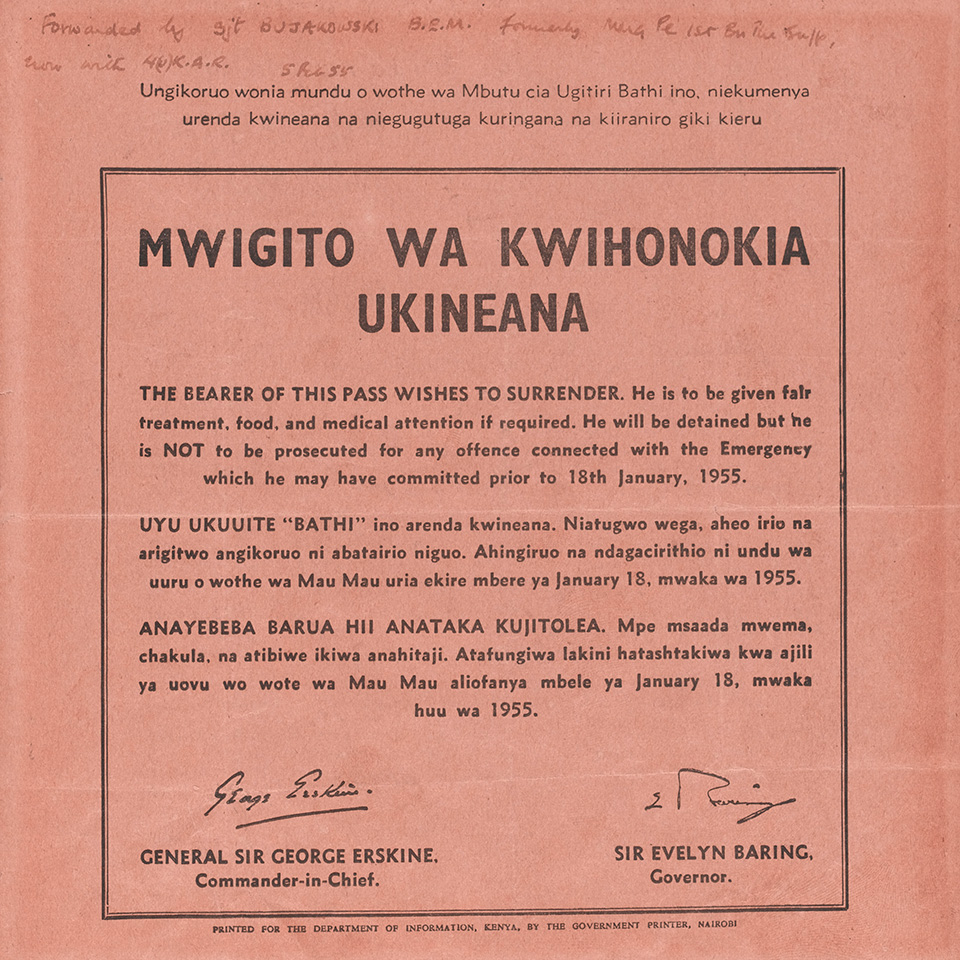 Forwarded by Sjt BUJAKOWSKI B.E.M. Formerly
now with 4(U)K.A.R.
Ungikoruo wonia mundu o wothe wa Mbutu cia Ugitiri Bathi ino, niekumenya
urenda kwineana na niegugutuga kuringana na kiiraniro giki kieru
MWIGITO WA KWIHONOKIA
UKINEANA
THE BEARER OF THIS PASS WISHES TO SURRENDER. He is to be given fair
treatment, food, and medical attention if required. He will be detained but he
is NOT to be prosecuted for any offence connected with the Emergency
which he may have committed prior to 18th January, 1955.
UYU UKUUITE “BATHI” ino arenda kwineana. Niatugwo wega, aheo irio na
arigitwo angikoruo ni abatairio niguo. Ahingiruo na ndagacirithio ni undu wa
uuru o wothe wa Mau Mau uria ekire mbere ya January 18, mwaka wa 1955.
ANAYEBEBA BARUA HII ANATAKA KUJITOLEA. Mpe msaada mwema,
chakula, na atibiwe ikiwa anahitaji. Atafungiwa lakini hatashtakiwa kwa ajili
ya uovu wo wote wa Mau Mau aliofanya mbele ya January 18, mwaka
huu wa 1955.
George Erskine.
E Baring
GENERAL SIR GEORGE ERSKINE,
Commander-in-Chief.
SIR EVELYN BARING,
Governor.
PRINTED FOR THE DEPARTMENT OF INFORMATION, KENYA, BY THE GOVERNMENT PRINTER, NAIROBI